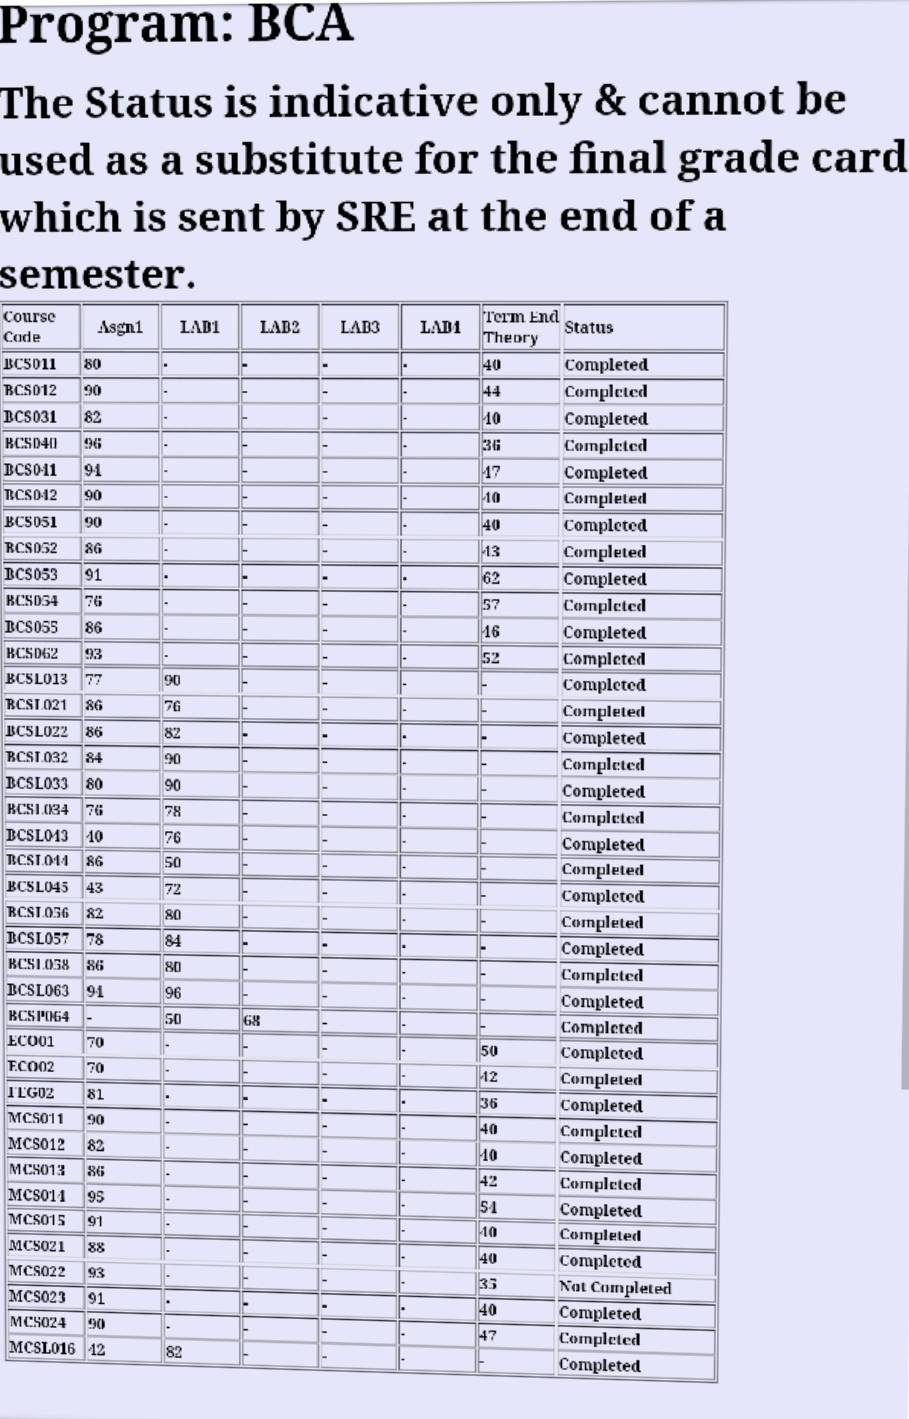 Program: BCA
The Status is indicative only & cannot be
used as a substitute for the final grade card
which is sent by SRE at the end of a
semester.
Course Code Asgn1 LAB1 LAB2 LAB3 LAB4 Term End Theory Status
BCS011 80 - - - - 40 Completed
BCS012 90 - - - - 44 Completed
BCS031 82 - - - - 40 Completed
BCS040 96 - - - - 36 Completed
BCS041 94 - - - - 47 Completed
BCS042 90 - - - - 40 Completed
BCS051 90 - - - - 40 Completed
BCS052 86 - - - - 43 Completed
BCS053 91 - - - - 62 Completed
BCS054 76 - - - - 57 Completed
BCS055 86 - - - - 46 Completed
BCS062 93 - - - - 52 Completed
BCSL013 77 90 - - - - Completed
BCSL021 86 76 - - - - Completed
BCSL022 86 82 - - - - Completed
BCSL032 84 90 - - - - Completed
BCSL033 80 90 - - - - Completed
BCSL034 76 78 - - - - Completed
BCSL043 40 76 - - - - Completed
BCSL044 86 50 - - - - Completed
BCSL045 43 72 - - - - Completed
BCSL056 82 80 - - - - Completed
BCSL057 78 84 - - - - Completed
BCSL058 86 80 - - - - Completed
BCSL063 94 96 - - - - Completed
BCSP064 - 50 68 - - - Completed
ECO01 70 - - - - 50 Completed
ECO02 70 - - - - 42 Completed
FEG02 81 - - - - 36 Completed
MCS011 90 - - - - 40 Completed
MCS012 82 - - - - 40 Completed
MCS013 86 - - - - 42 Completed
MCS014 95 - - - - 54 Completed
MCS015 91 - - - - 40 Completed
MCS021 88 - - - - 40 Completed
MCS022 93 - - - - 35 Not Completed
MCS023 91 - - - - 40 Completed
MCS024 90 - - - - 47 Completed
MCSL016 42 82 - - - - Completed